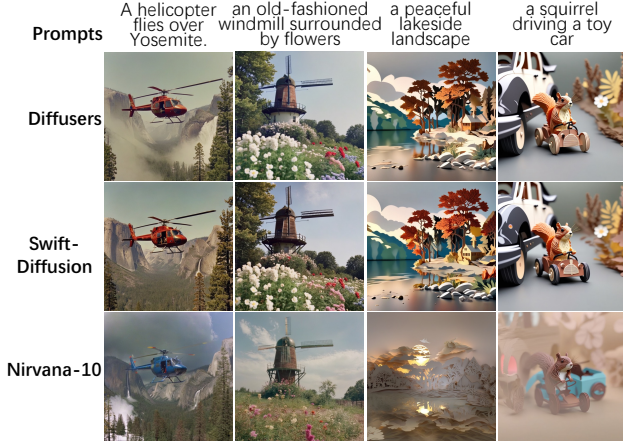 Prompts
A helicopter
flies over
Yosemite.
an old-fashioned
windmill surrounded
by flowers
a peaceful
lakeside
landscape
a squirrel
driving a toy
car
Diffusers
Swift-
Diffusion
Nirvana-10